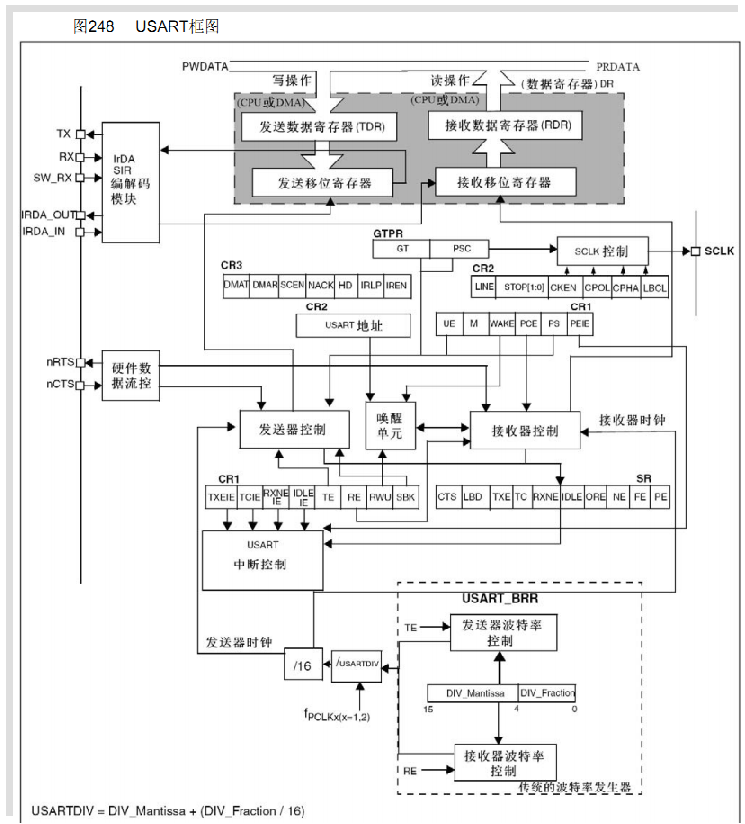 图248 USART框图
PWDATA PRDATA
写操作 读操作 (数据寄存器)DR
(CPU或DMA) (CPU或DMA)
发送数据寄存器(TDR) 接收数据寄存器(RDR)
TX
RX
SW_RX
IRDA_OUT
IRDA_IN
IrDA
SIR
编解码
模块
发送移位寄存器 接收移位寄存器
GTPR
GT PSC
SCLK 控制
SCLK
CR3
DMAT DMAR SCEN NACK HD IRLP IREN
CR2
LINE STOP[1:0] CKEN CPOL CPHA LBCL
CR2
USART 地址
CR1
UE M WAKE PCE PS PEIE
nRTS
nCTS
硬件数
据流控
发送器控制
唤醒
单元
接收器控制
接收器时钟
CR1
TXEIE TCIE RXNE IE IDLE IE TE RE RWU SBK
SR
CTS LBD TXE TC RXNE IDLE ORE NE FE PE
USART
中断控制
USART_BRR
TE
发送器波特率
控制
发送器时钟
/16
/USARTDIV
fPCLKx(x=1,2)
DIV_Mantissa DIV_Fraction
15 4 0
RE
接收器波特率
控制
传统的波特率发生器
USARTDIV = DIV_Mantissa + (DIV_Fraction / 16)